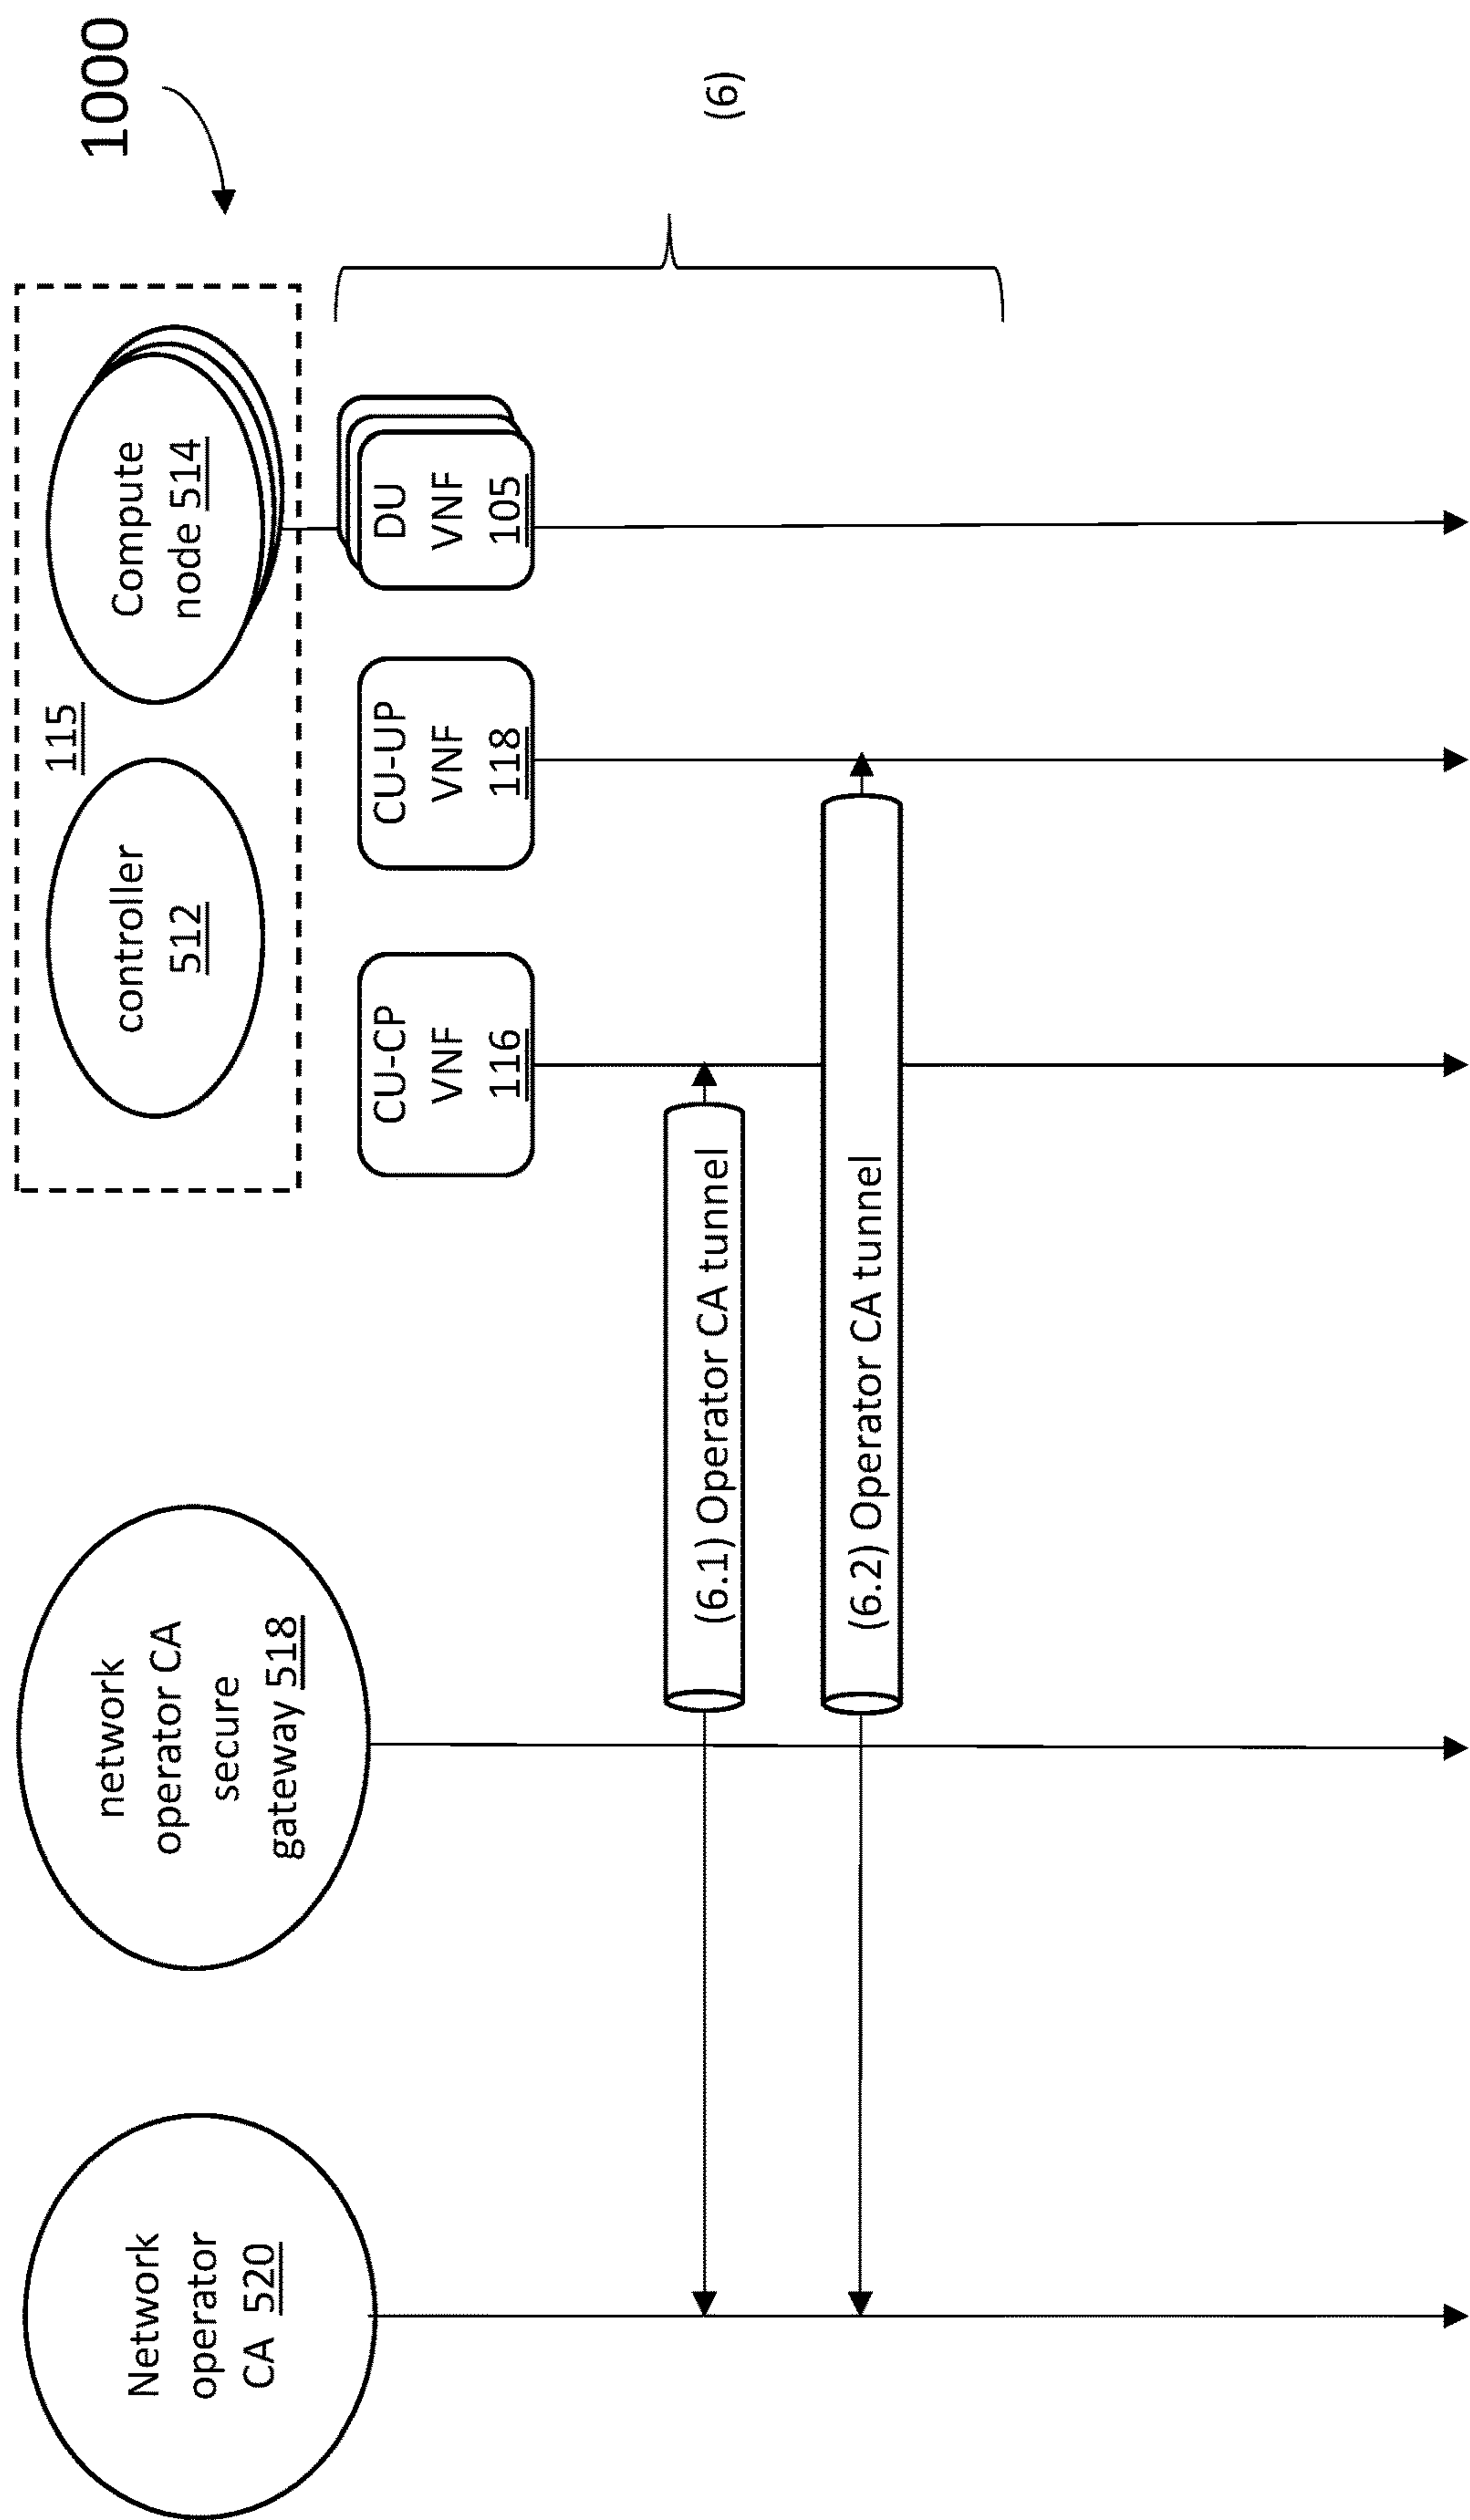 1000
Network
operator
CA 520
network
operator CA
secure
gateway 518
115
controller
512
Compute
node 514
CU-CP
VNF
116
CU-UP
VNF
118
DU
VNF
105
(6)
(6.1) Operator CA tunnel
(6.2) Operator CA tunnel